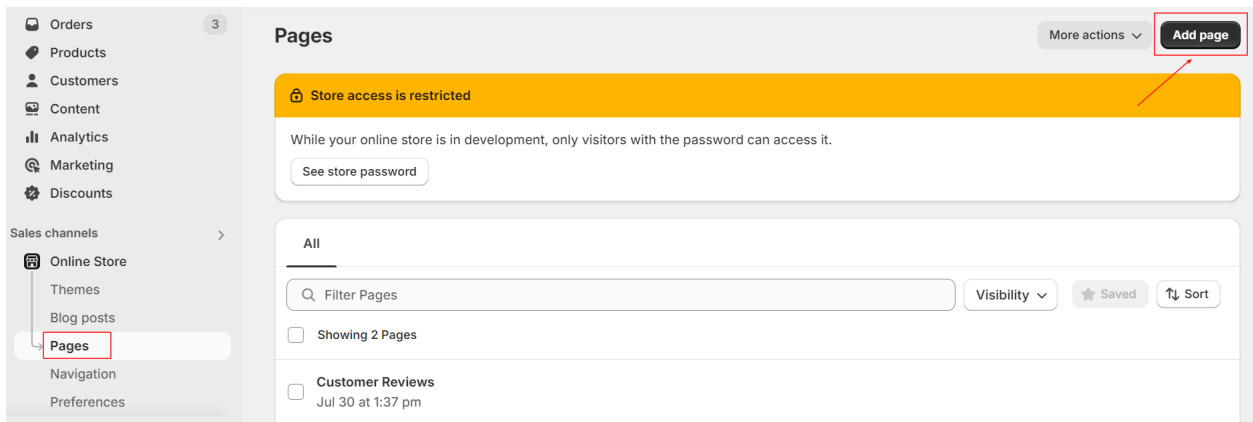 Orders 3
Products
Customers
Content
Analytics
Marketing
Discounts
Sales channels
Online Store
Themes
Blog posts
Pages
Navigation
Preferences
Pages
More actions
Add page
Store access is restricted
While your online store is in development, only visitors with the password can access it.
See store password
All
Filter Pages
Visibility
Saved
Sort
Showing 2 Pages
Customer Reviews
Jul 30 at 1:37 pm